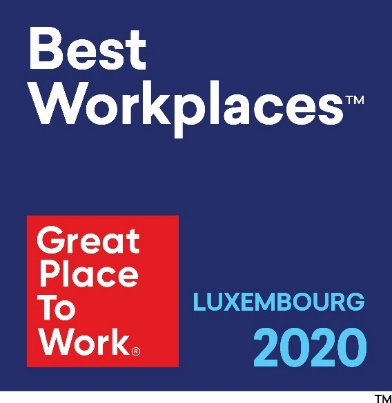 Best
Workplaces™
Great
Place
To
Work®
LUXEMBOURG
2020
TM